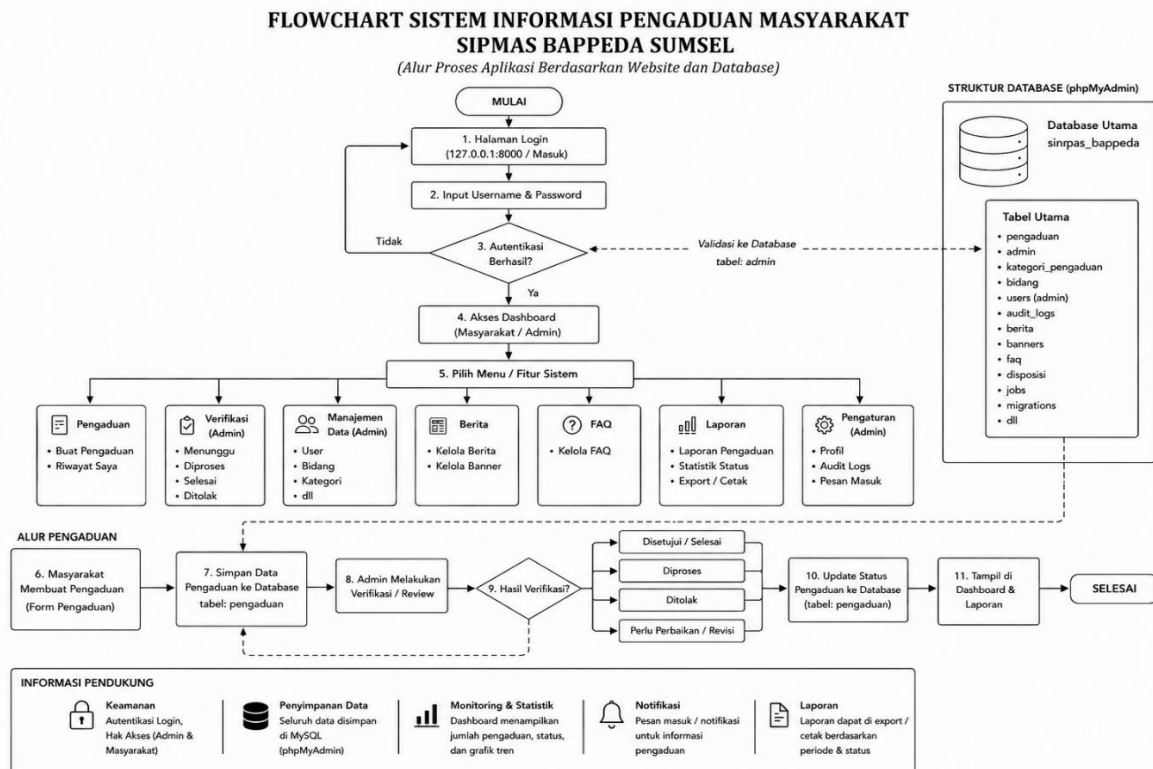 FLOWCHART SISTEM INFORMASI PENGADUAN MASYARAKAT
SIPMAS BAPPEDA SUMSEL
(Alur Proses Aplikasi Berdasarkan Website dan Database)
MULAI
1. Halaman Login
(127.0.0.1:8000 / Masuk)
2. Input Username & Password
3. Autentikasi
Berhasil?
Tidak
Ya
Validasi ke Database
tabel: admin
4. Akses Dashboard
(Masyarakat / Admin)
5. Pilih Menu / Fitur Sistem
STRUKTUR DATABASE (phpMyAdmin)
Database Utama
sinrpas_bappeda
Tabel Utama
• pengaduan
• admin
• kategori_pengaduan
• bidang
• users (admin)
• audit_logs
• berita
• banners
• faq
• disposisi
• jobs
• migrations
• dll
Pengaduan
• Buat Pengaduan
• Riwayat Saya
Verifikasi
(Admin)
• Menunggu
• Diproses
• Selesai
• Ditolak
Manajemen
Data (Admin)
• User
• Bidang
• Kategori
• dll
Berita
• Kelola Berita
• Kelola Banner
FAQ
• Kelola FAQ
Laporan
• Laporan Pengaduan
• Statistik Status
• Export / Cetak
Pengaturan
(Admin)
• Profil
• Audit Logs
• Pesan Masuk
ALUR PENGADUAN
6. Masyarakat
Membuat Pengaduan
(Form Pengaduan)
7. Simpan Data
Pengaduan ke Database
tabel: pengaduan
8. Admin Melakukan
Verifikasi / Review
9. Hasil Verifikasi?
Disetujui / Selesai
Diproses
Ditolak
Perlu Perbaikan / Revisi
10. Update Status
Pengaduan ke Database
(tabel: pengaduan)
11. Tampil di
Dashboard &
Laporan
SELESAI
INFORMASI PENDUKUNG
Keamanan
Autentikasi Login,
Hak Akses (Admin &
Masyarakat)
Penyimpanan Data
Seluruh data disimpan
di MySQL
(phpMyAdmin)
Monitoring & Statistik
Dashboard menampilkan
jumlah pengaduan, status,
dan grafik tren
Notifikasi
Pesan masuk / notifikasi
untuk informasi
pengaduan
Laporan
Laporan dapat di export /
cetak berdasarkan
periode & status